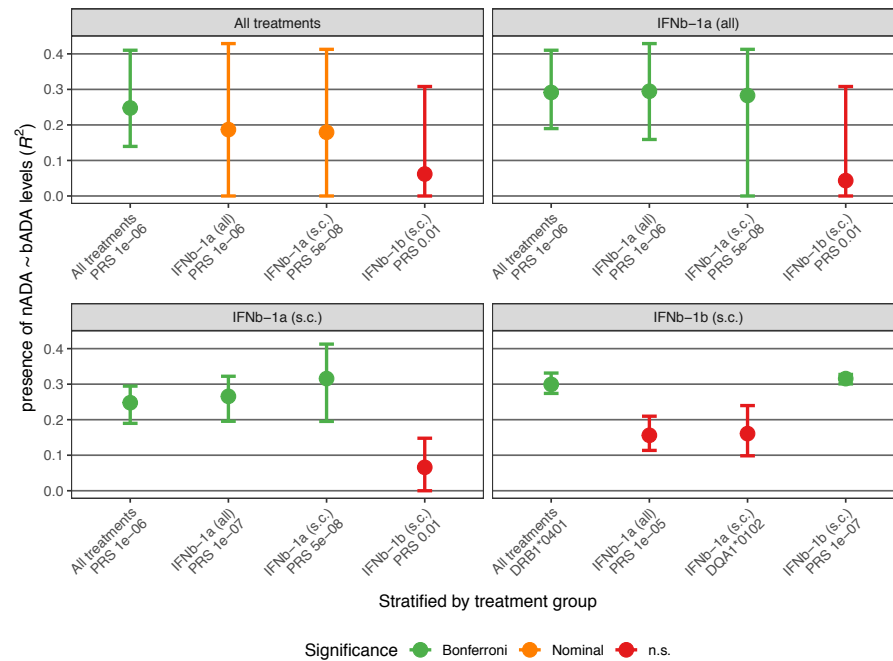 All treatments
IFNb−1a (all)
presence of nADA ~ bADA levels (R²)
0.4
0.3
0.2
0.1
0.0
All treatments
PRS 1e−06
IFNb−1a (all)
PRS 1e−06
IFNb−1a (s.c.)
PRS 5e−08
IFNb−1b (s.c.)
PRS 0.01
All treatments
PRS 1e−06
IFNb−1a (all)
PRS 1e−06
IFNb−1a (s.c.)
PRS 5e−08
IFNb−1b (s.c.)
PRS 0.01
IFNb−1a (s.c.)
IFNb−1b (s.c.)
0.4
0.3
0.2
0.1
0.0
All treatments
PRS 1e−06
IFNb−1a (all)
PRS 1e−07
IFNb−1a (s.c.)
PRS 5e−08
IFNb−1b (s.c.)
PRS 0.01
All treatments
DRB1*0401
IFNb−1a (all)
PRS 1e−05
IFNb−1a (s.c.)
DQA1*0102
IFNb−1b (s.c.)
PRS 1e−07
Stratified by treatment group
Significance Bonferroni Nominal n.s.